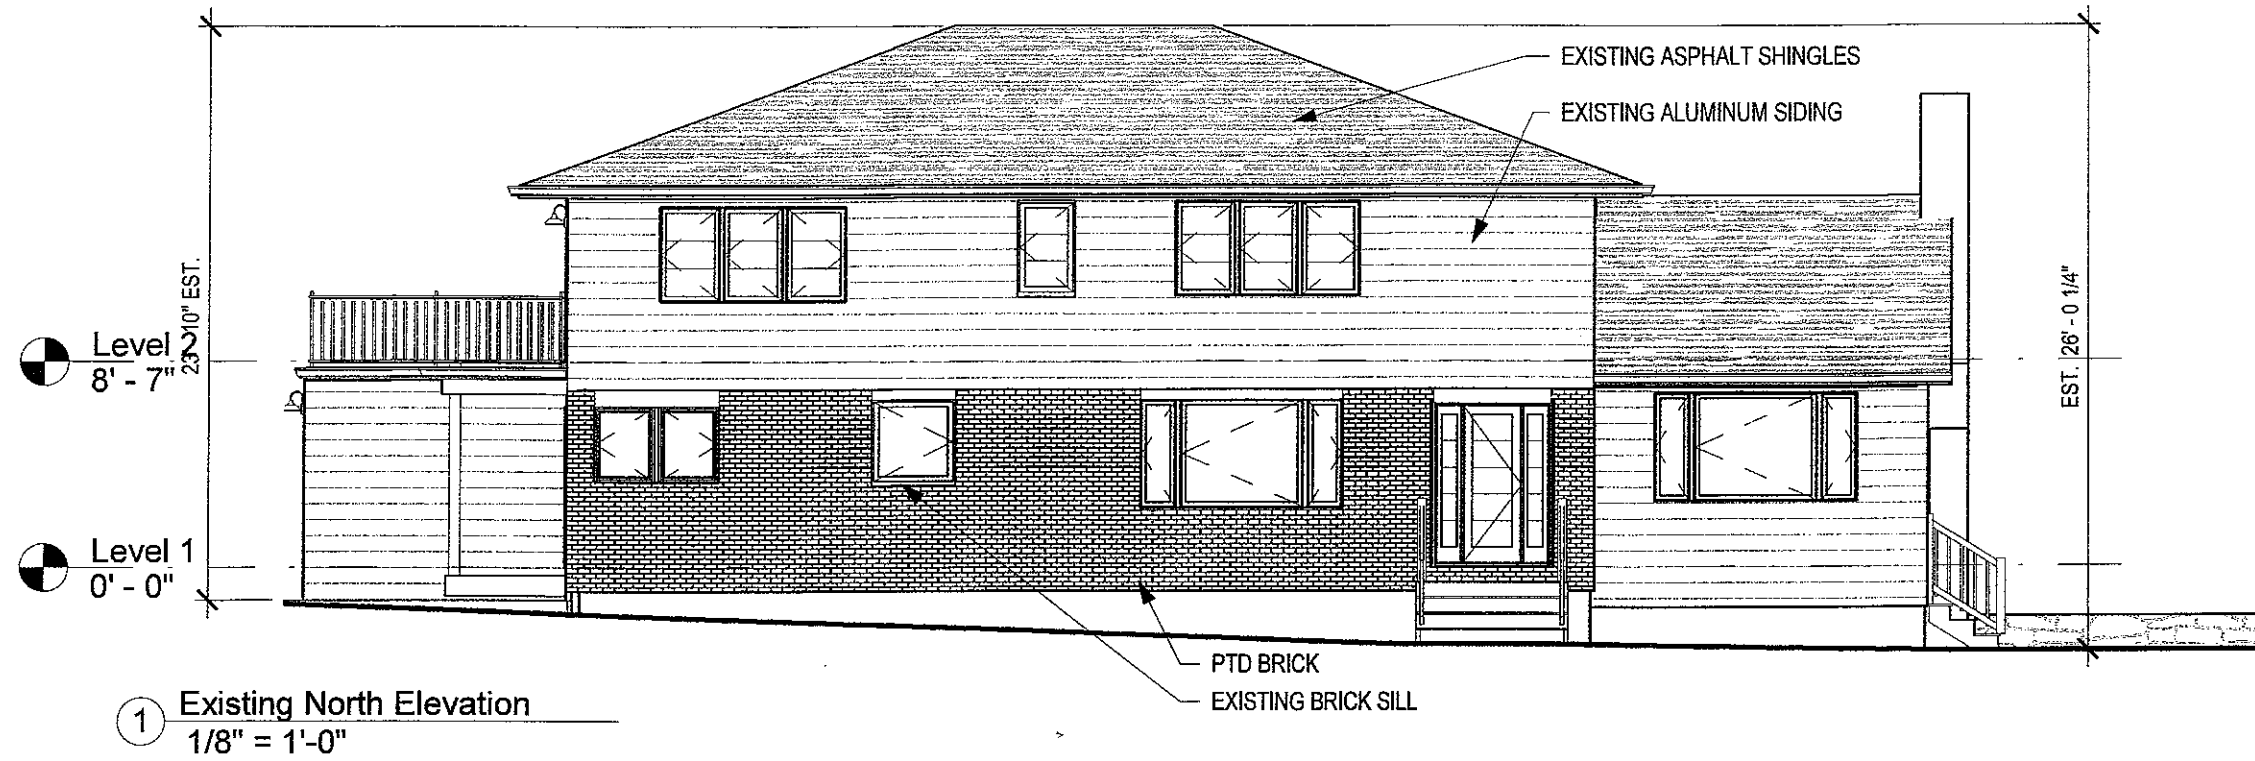 EXISTING ASPHALT SHINGLES
EXISTING ALUMINUM SIDING
EST. 26' - 0 1/4"
Level 2
8' - 7"
10" EST.
Level 1
0' - 0"
PTD BRICK
EXISTING BRICK SILL
1 Existing North Elevation
1/8" = 1'-0"